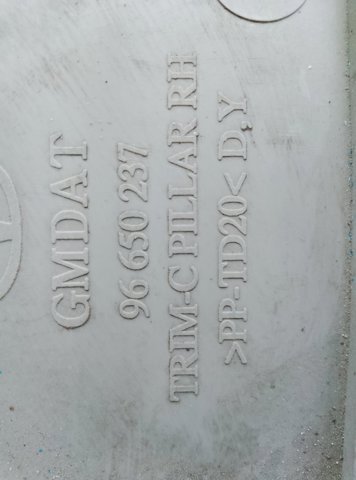 GMDAT
96 650 237
TRIM-C PILLAR RH
>PP-TD20< D,Y